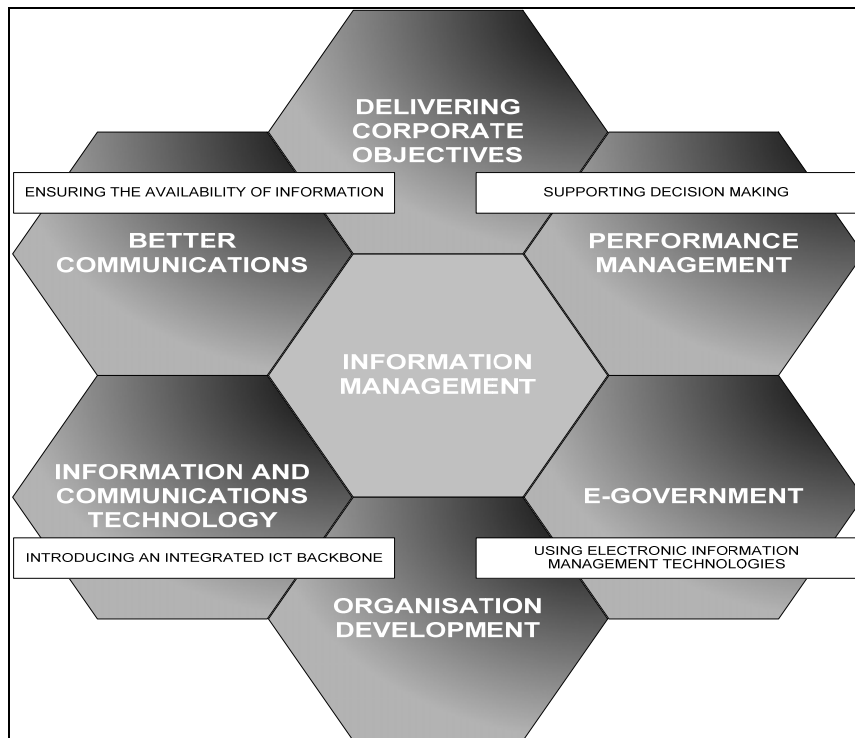 DELIVERING
CORPORATE
OBJECTIVES
ENSURING THE AVAILABILITY OF INFORMATION
SUPPORTING DECISION MAKING
BETTER
COMMUNICATIONS
PERFORMANCE
MANAGEMENT
INFORMATION
MANAGEMENT
INFORMATION AND
COMMUNICATIONS
TECHNOLOGY
E-GOVERNMENT
INTRODUCING AN INTEGRATED ICT BACKBONE
USING ELECTRONIC INFORMATION
MANAGEMENT TECHNOLOGIES
ORGANISATION
DEVELOPMENT